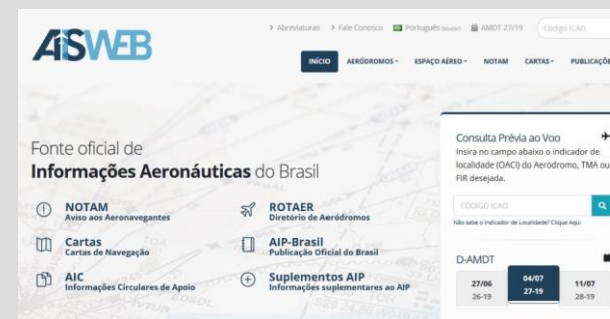 AISWEB
Abreviaturas Fale Conosco Português (Mudar) AMDT 27/19 Código ICAO
INÍCIO AERÓDROMOS ESPAÇO AÉREO NOTAM CARTAS PUBLICAÇÕE
Fonte oficial de
Informações Aeronáuticas do Brasil
NOTAM
Aviso aos Aeronavegantes
ROTAER
Diretório de Aeródromos
Cartas
Cartas de Navegação
AIP-Brasil
Publicação Oficial do Brasil
AIC
Informações Circulares de Apoio
Suplementos AIP
Informações suplementares ao AIP
Consulta Prévia ao Voo
Insira no campo abaixo o indicador de
localidade (OACI) do Aeródromo, TMA ou
FIR desejada.
CÓDIGO ICAO
Não sabe o Indicador de Localidade? Clique Aqui
D-AMDT
27/06 04/07 11/07
26-19 27-19 28-19